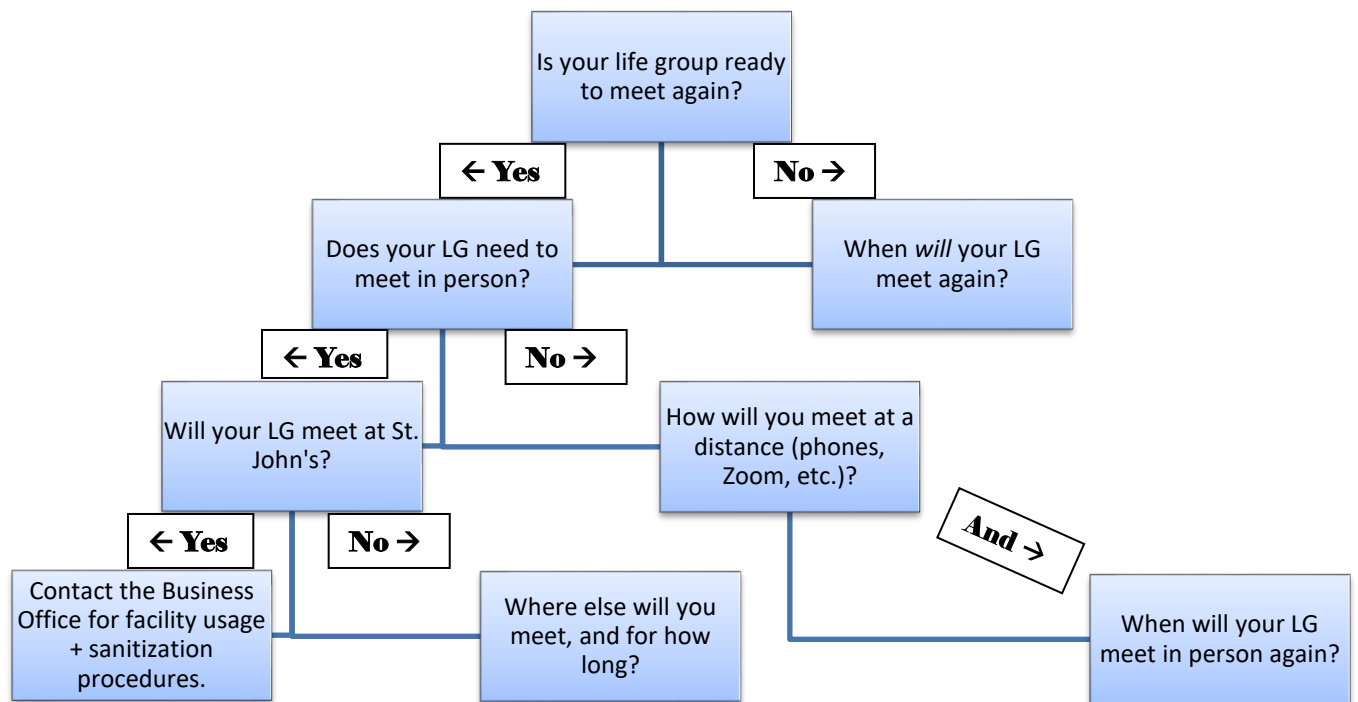 Is your life group ready
to meet again?
← Yes
No →
Does your LG need to
meet in person?
When will your LG
meet again?
← Yes
No →
Will your LG meet at St.
John's?
How will you meet at a
distance (phones,
Zoom, etc.)?
← Yes
No →
And →
Contact the Business
Office for facility usage
+ sanitization
procedures.
Where else will you
meet, and for how
long?
When will your LG
meet in person again?